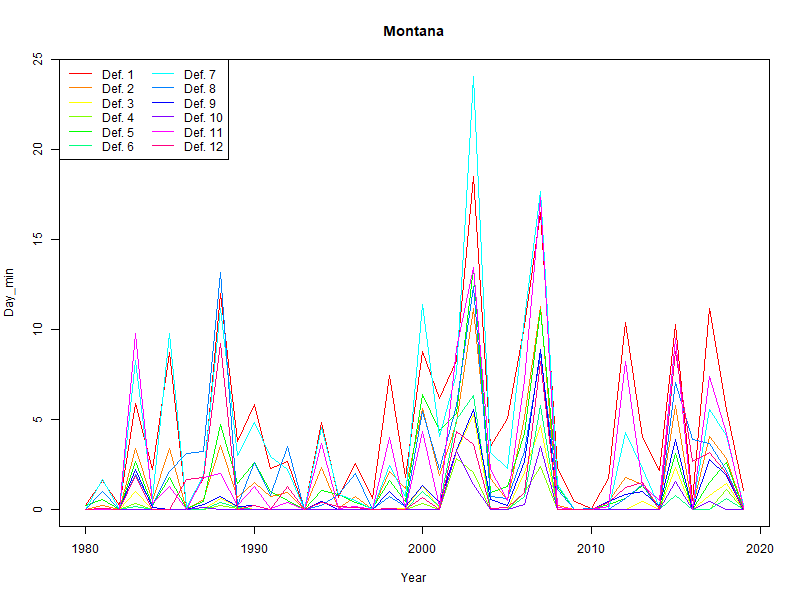 Montana
Def. 1 Def. 7
Def. 2 Def. 8
Def. 3 Def. 9
Def. 4 Def. 10
Def. 5 Def. 11
Def. 6 Def. 12
25
20
15
10
5
0
Day_min
1980 1990 2000 2010 2020
Year